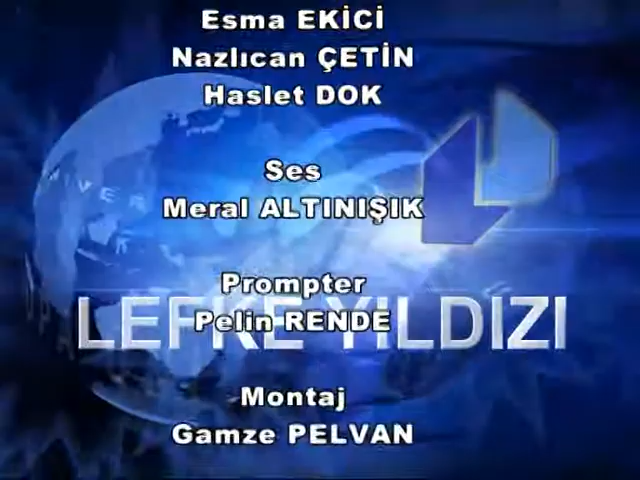 Esma EKİCİ
Nazlıcan ÇETİN
Haslet DOK
Ses
Meral ALTINIŞIK
Prompter
Pelin RENDE
LEFKE YILDIZI
Montaj
Gamze PELVAN